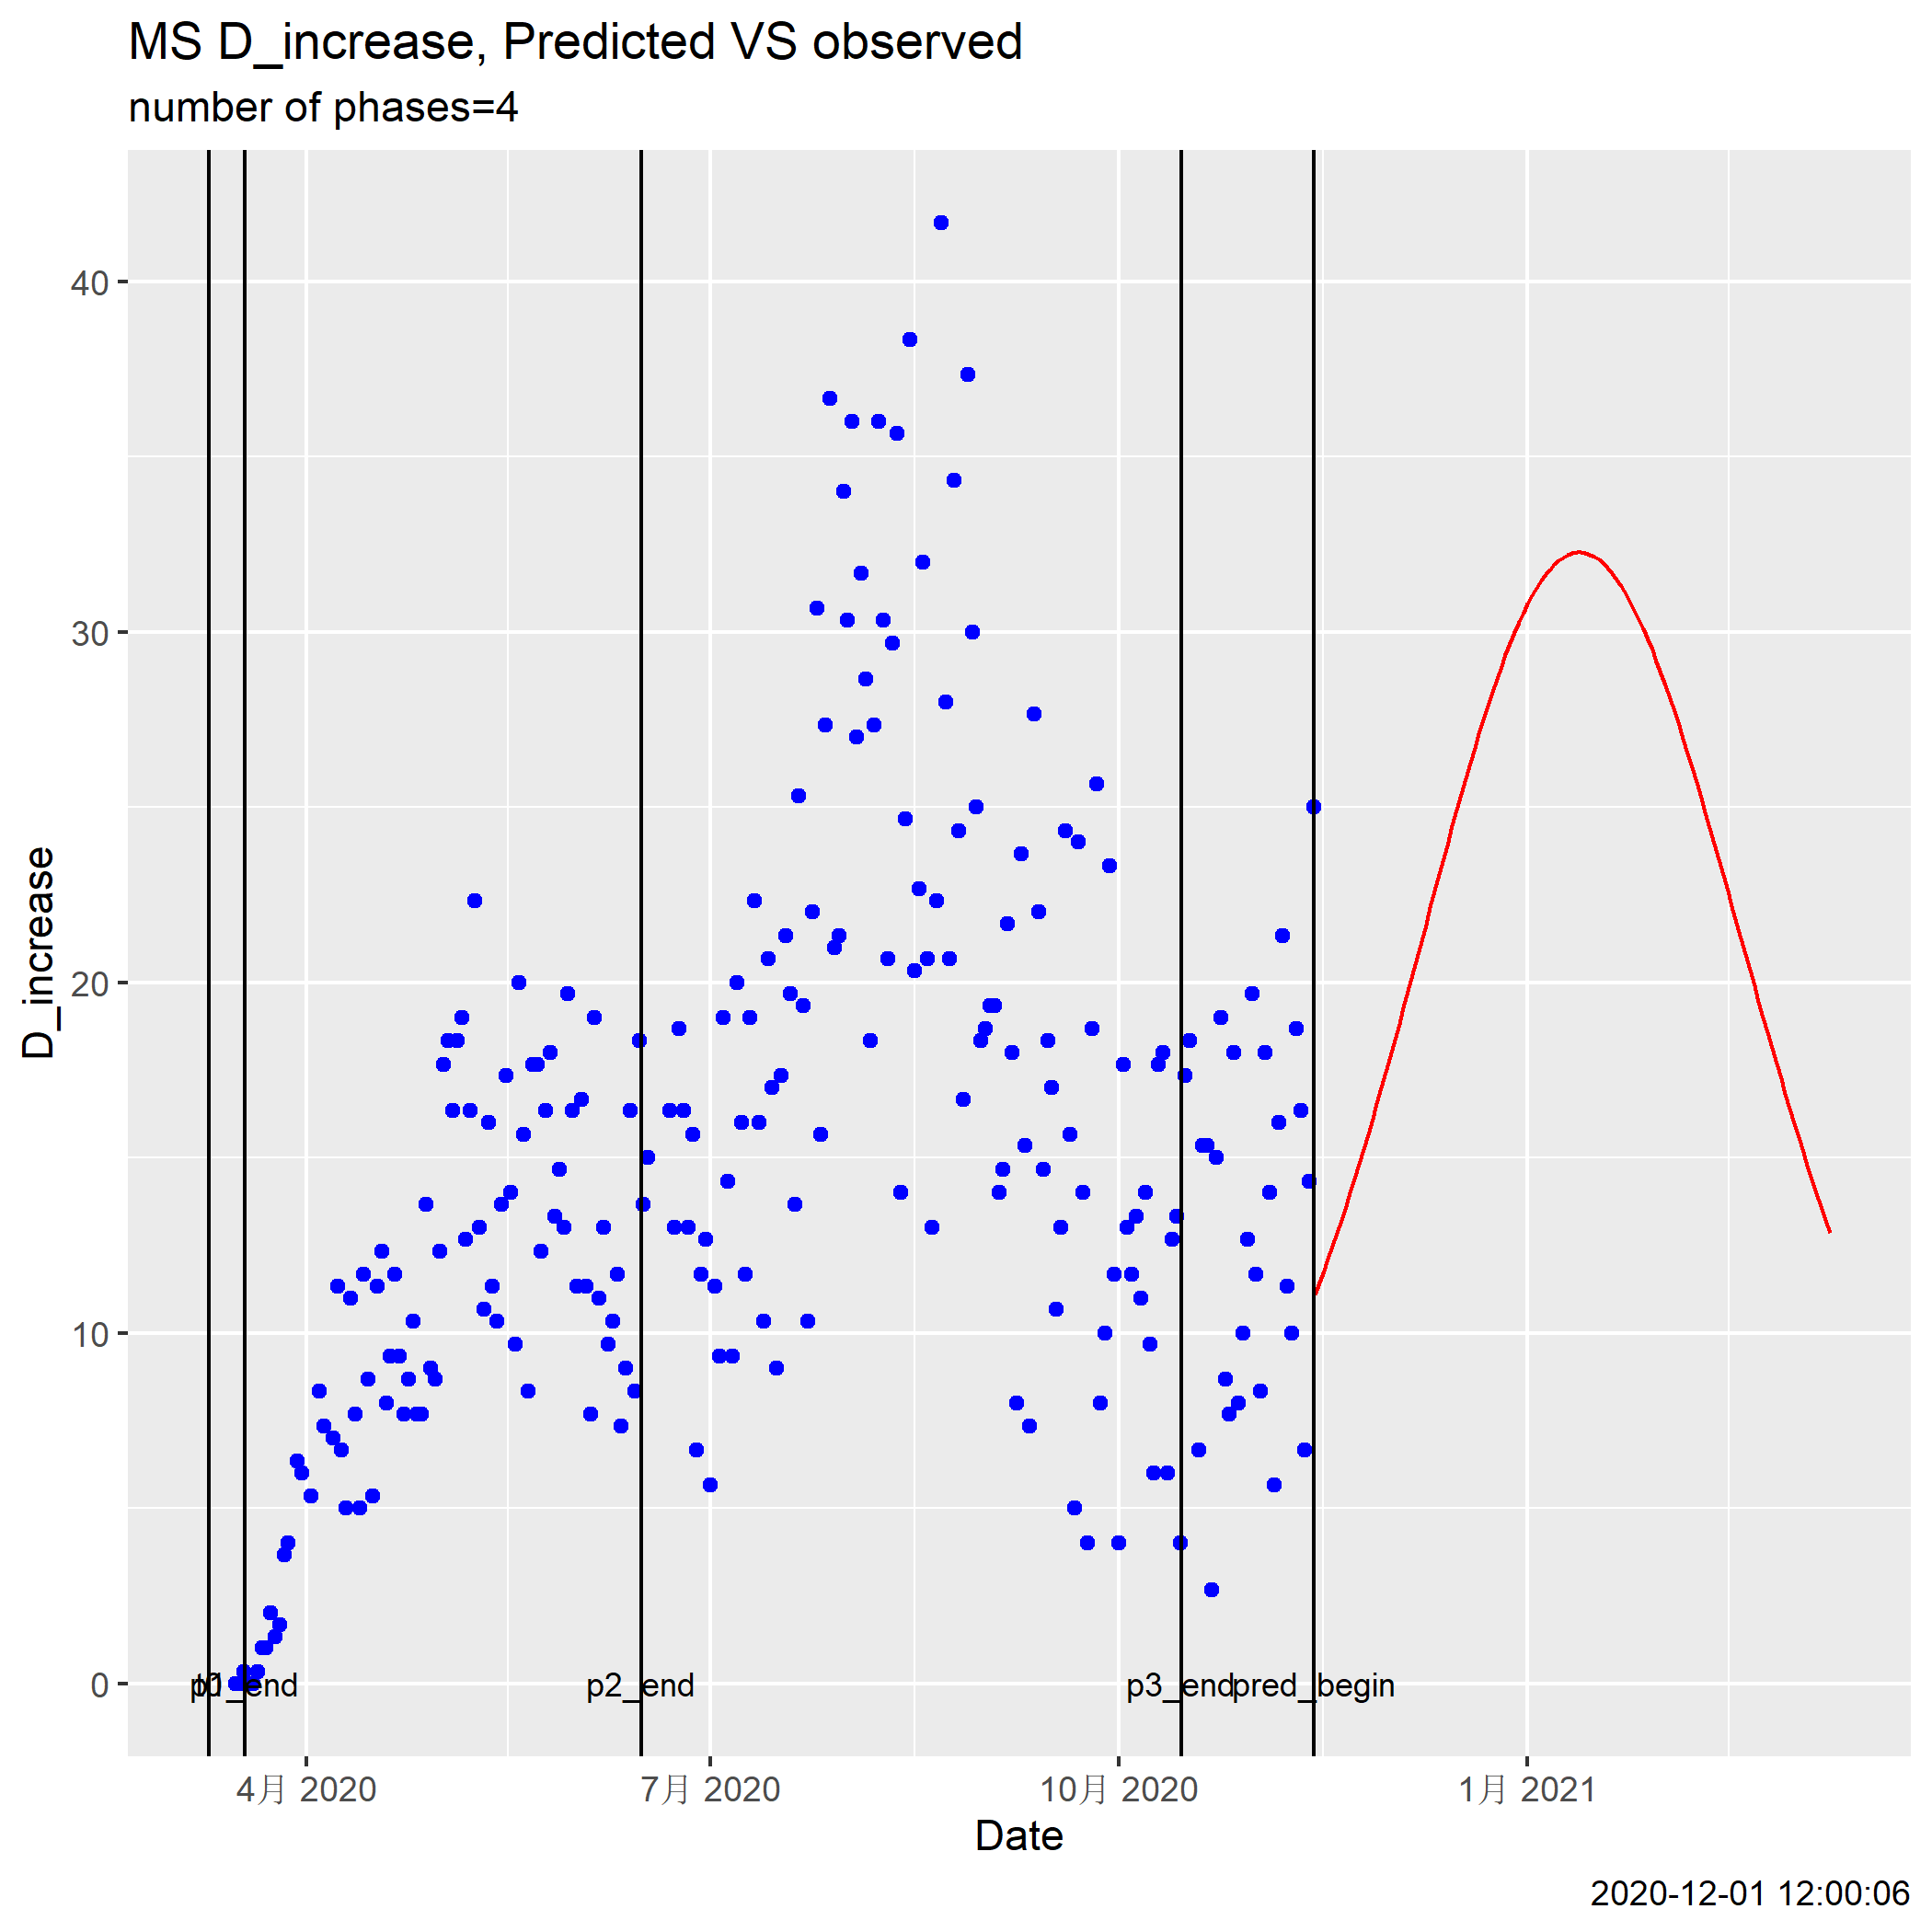 MS D_increase, Predicted VS observed
number of phases=4
D_increase
40
30
20
10
0
p1_end
p2_end
p3_end
pred_begin
4月 2020
7月 2020
10月 2020
1月 2021
Date
2020-12-01 12:00:06